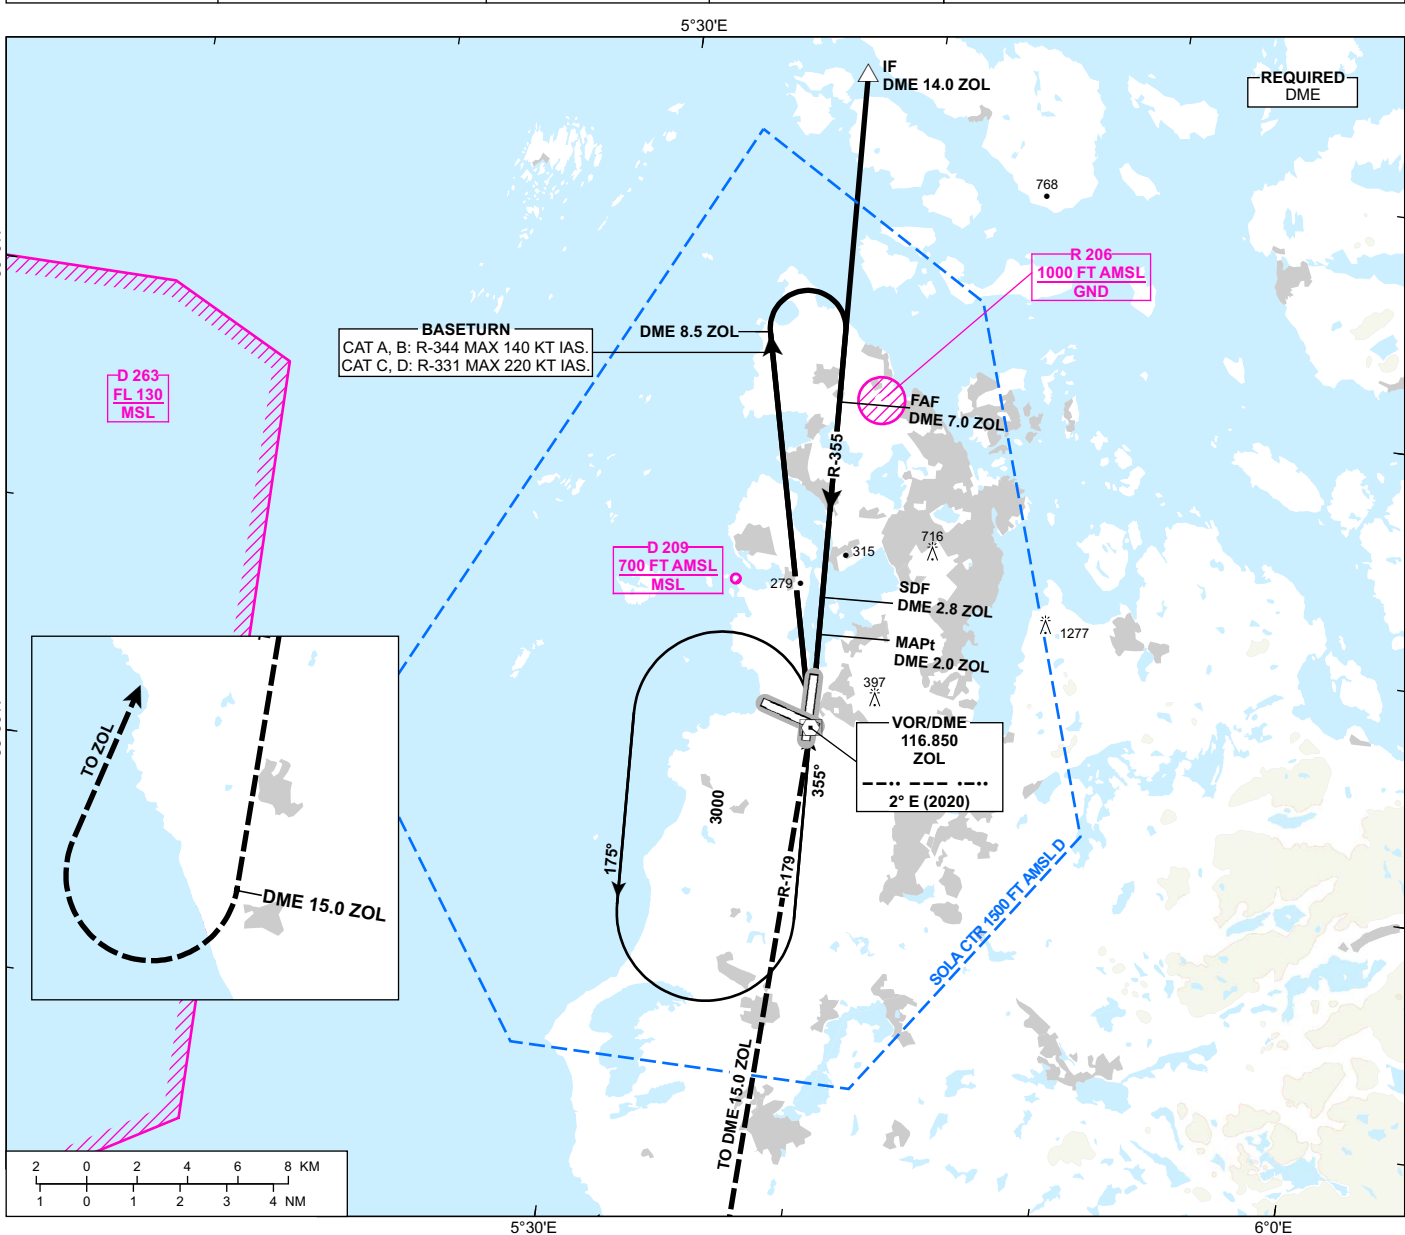 5°30'E
IF
DME 14.0 ZOL
REQUIRED
DME
768
R 206
1000 FT AMSL
GND
BASETURN
CAT A, B: R-344 MAX 140 KT IAS.
CAT C, D: R-331 MAX 220 KT IAS.
DME 8.5 ZOL
D 263
FL 130
MSL
FAF
DME 7.0 ZOL
R-355
716
315
D 209
700 FT AMSL
MSL
279
SDF
DME 2.8 ZOL
1277
MAPt
DME 2.0 ZOL
397
VOR/DME
116.850
ZOL
2° E (2020)
TO ZOL
355°
3000
175°
R-179
DME 15.0 ZOL
SOLA CTR 1500 FT AMSL D
TO DME 15.0 ZOL
2 0 2 4 6 8 KM
1 0 1 2 3 4 NM
5°30'E
6°0'E